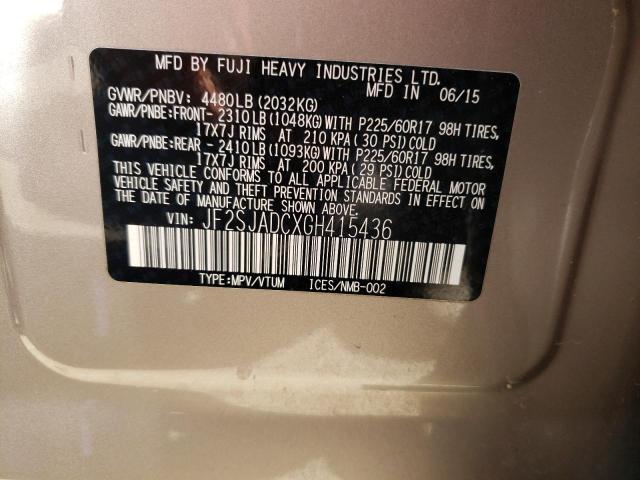 MFD BY FUJI HEAVY INDUSTRIES LTD.
MFD IN 06/15
GVWR/PNBV: 4480LB (2032KG)
GAWR/PNBE:FRONT- 2310LB (1048KG) WITH P225/60R17 98H TIRES,
17X7J RIMS AT 210 KPA ( 30 PSI) COLD
GAWR/PNBE:REAR - 2410LB (1093KG) WITH P225/60R17 98H TIRES,
17X7J RIMS AT 200 KPA ( 29 PSI) COLD
THIS VEHICLE CONFORMS TO ALL APPLICABLE FEDERAL MOTOR
VEHICLE SAFETY AND THEFT PREVENTION STANDARDS IN EFFECT ON
THE DATE OF MANUFACTURE SHOWN ABOVE.
VIN: JF2SJADCXGH415436
TYPE:MPV/VTUM ICES/NMB-002